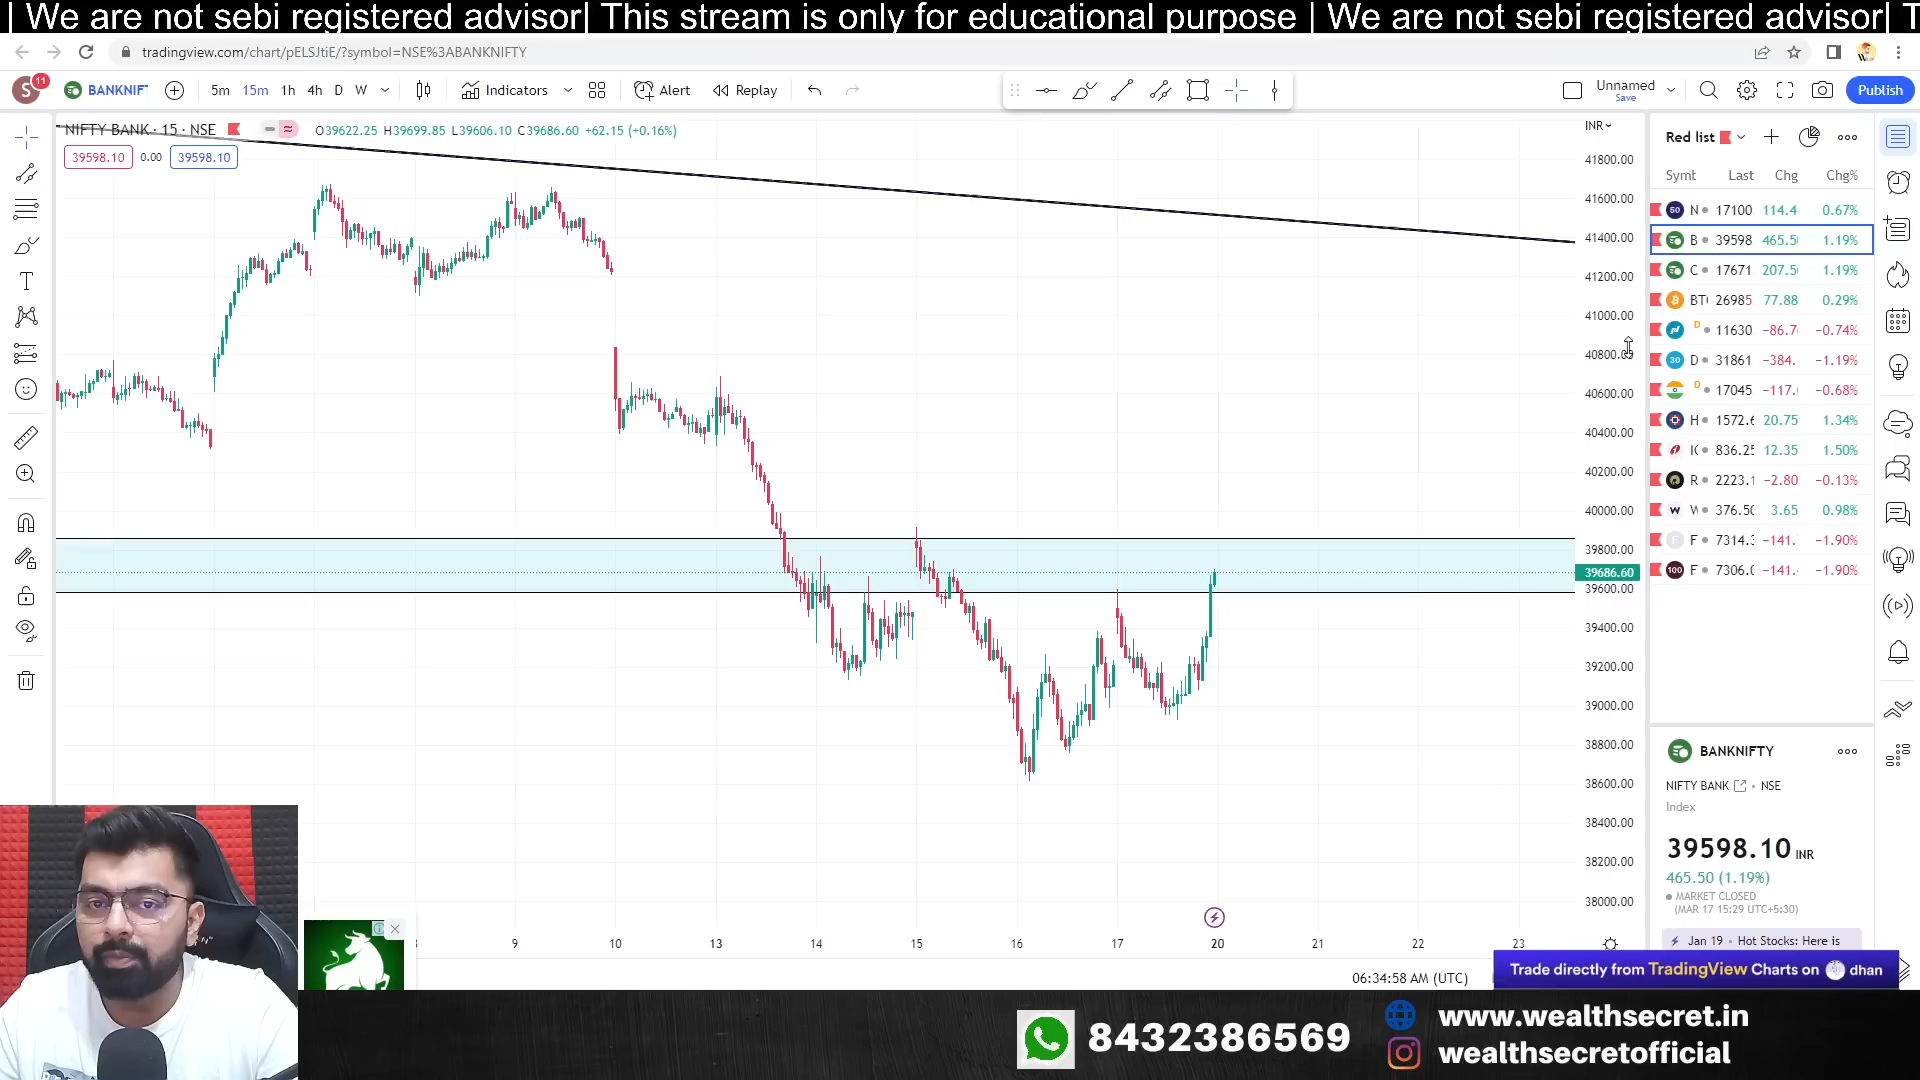 | We are not sebi registered advisor| This stream is only for educational purpose | We are not sebi registered advisor| T
tradingview.com/chart/pELSJtiE/?symbol=NSE%3ABANKNIFTY
S 11 BANKNIF 5m 15m 1h 4h D W Indicators Alert Replay Unnamed Save Publish
NIFTY BANK · 15 · NSE O39622.25 H39699.85 L39606.10 C39686.60 +62.15 (+0.16%)
39598.10 0.00 39598.10
INR
41800.00
41600.00
41400.00
41200.00
41000.00
40800.00
40600.00
40400.00
40200.00
40000.00
39800.00
39686.60
39600.00
39400.00
39200.00
39000.00
38800.00
38600.00
38400.00
38200.00
38000.00
9 10 13 14 15 16 17 20 21 22 23
06:34:58 AM (UTC)
Red list
Symb Last Chg Chg%
50 N 17100 114.4 0.67%
B 39598 465.5 1.19%
C 17671 207.5 1.19%
BT 26985 77.88 0.29%
D 11630 −86.7 −0.74%
30 D 31861 −384. −1.19%
D 17045 −117. −0.68%
H 1572.6 20.75 1.34%
IC 836.25 12.35 1.50%
R 2223.1 −2.80 −0.13%
W 376.50 3.65 0.98%
F F 7314.3 −141. −1.90%
100 F 7306.0 −141. −1.90%
BANKNIFTY
NIFTY BANK · NSE
Index
39598.10 INR
465.50 (1.19%)
MARKET CLOSED
(MAR 17 15:29 UTC+5:30)
Jan 19 · Hot Stocks: Here is
Trade directly from TradingView Charts on dhan
8432386569
www.wealthsecret.in
wealthsecretofficial